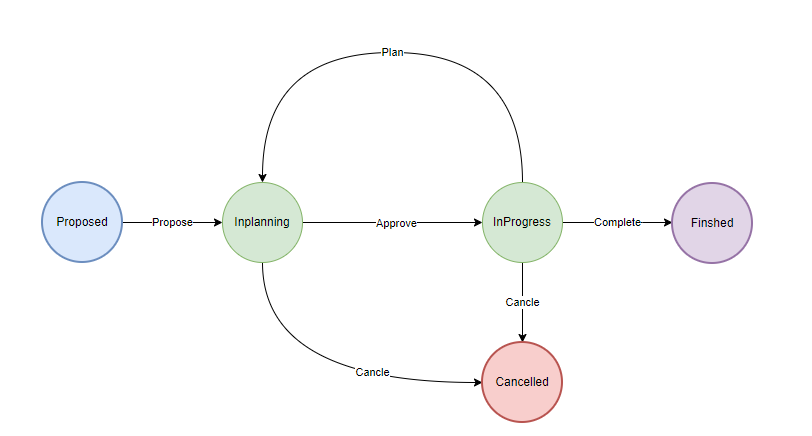 Plan
Proposed
Propose
Inplanning
Approve
InProgress
Complete
Finshed
Cancle
Cancle
Cancelled